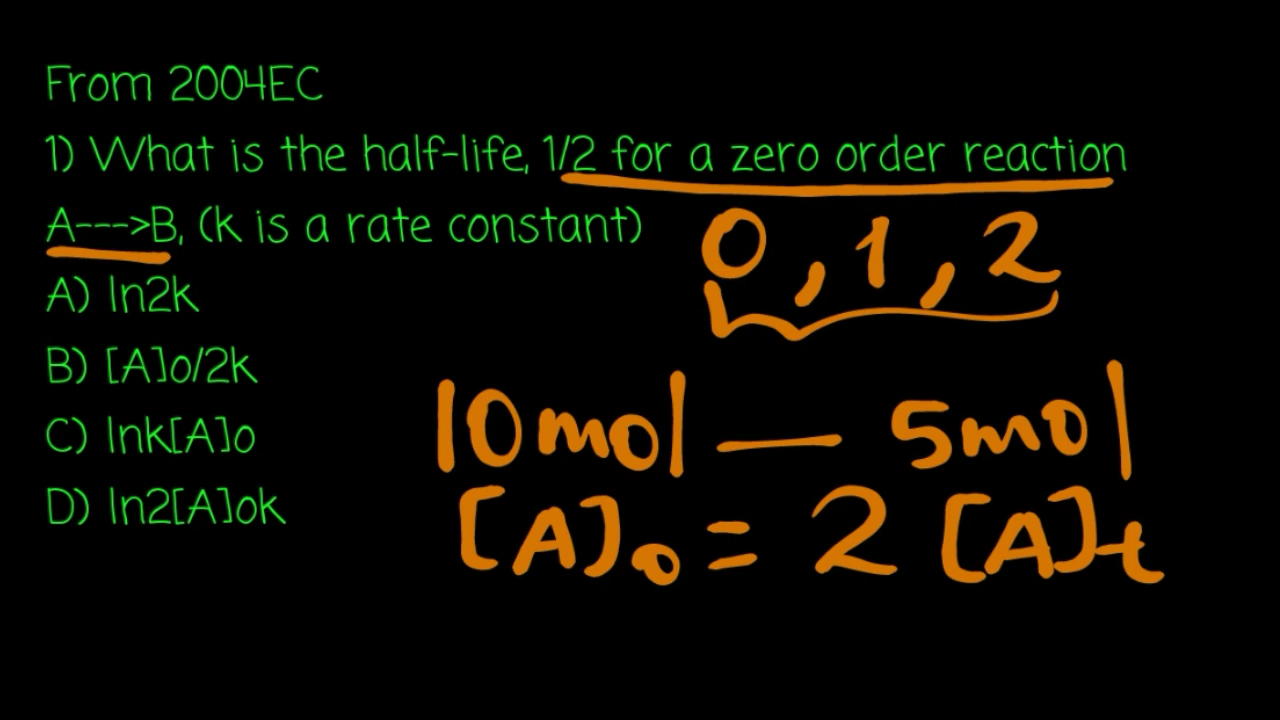 From 2004EC
1) What is the half-life, 1/2 for a zero order reaction
A--->B, (k is a rate constant)
0, 1, 2
A) ln2k
B) [A]o/2k
C) lnk[A]o
D) ln2[A]ok
10mol — 5mol
[A]₀ = 2 [A]t